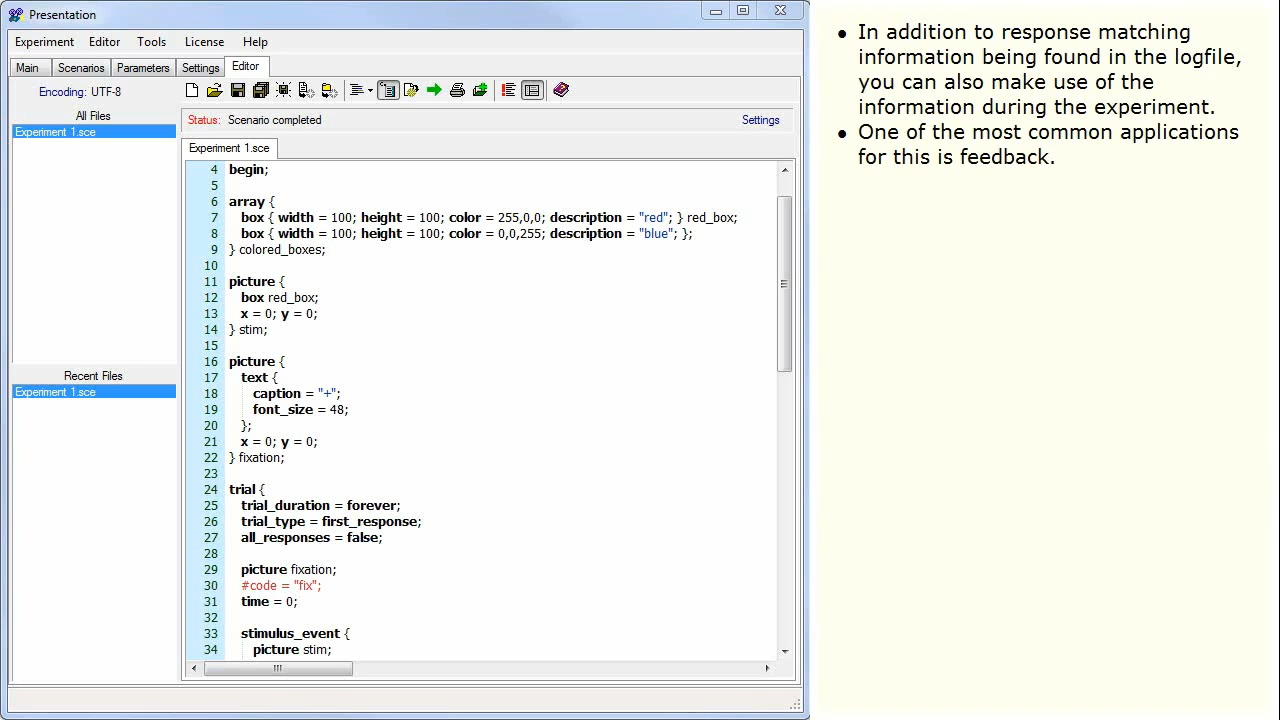 Presentation
Experiment Editor Tools License Help
Main Scenarios Parameters Settings Editor
Encoding: UTF-8
All Files
Experiment 1.sce
Recent Files
Experiment 1.sce
Status: Scenario completed Settings
Experiment 1.sce
4 begin;
5
6 array {
7 box { width = 100; height = 100; color = 255,0,0; description = "red"; } red_box;
8 box { width = 100; height = 100; color = 0,0,255; description = "blue"; };
9 } colored_boxes;
10
11 picture {
12 box red_box;
13 x = 0; y = 0;
14 } stim;
15
16 picture {
17 text {
18 caption = "+";
19 font_size = 48;
20 };
21 x = 0; y = 0;
22 } fixation;
23
24 trial {
25 trial_duration = forever;
26 trial_type = first_response;
27 all_responses = false;
28
29 picture fixation;
30 #code = "fix";
31 time = 0;
32
33 stimulus_event {
34 picture stim;
• In addition to response matching
information being found in the logfile,
you can also make use of the
information during the experiment.
• One of the most common applications
for this is feedback.